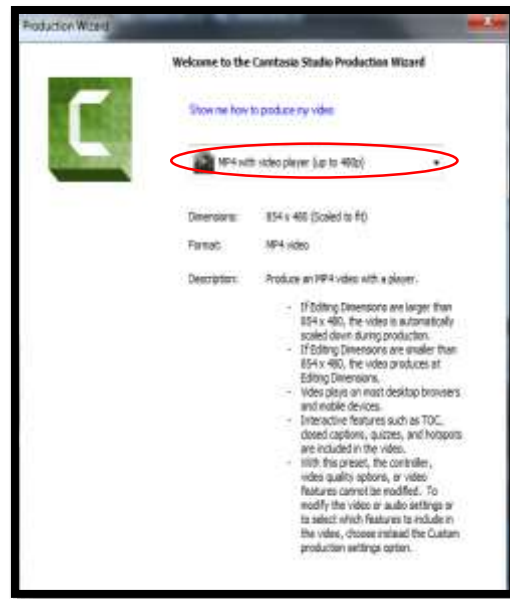 Production Wizard
Welcome to the Camtasia Studio Production Wizard
Show me how to produce my video
MP4 with video player (up to 480p)
Dimensions: 854 x 480 (Scaled to fit)
Format: MP4 video
Description: Produce an MP4 video with a player.
- If Editing Dimensions are larger than
854 x 480, the video is automatically
scaled down during production.
- If Editing Dimensions are smaller than
854 x 480, the video produces at
Editing Dimensions.
- Video plays on most desktop browsers
and mobile devices.
- Interactive features such as TOC,
closed captions, quizzes, and hotspots
are included in the video.
- With this preset, the controller,
video quality options, or video
features cannot be modified. To
modify the video or audio settings or
to select which features to include in
the video, choose instead the Custom
production settings option.